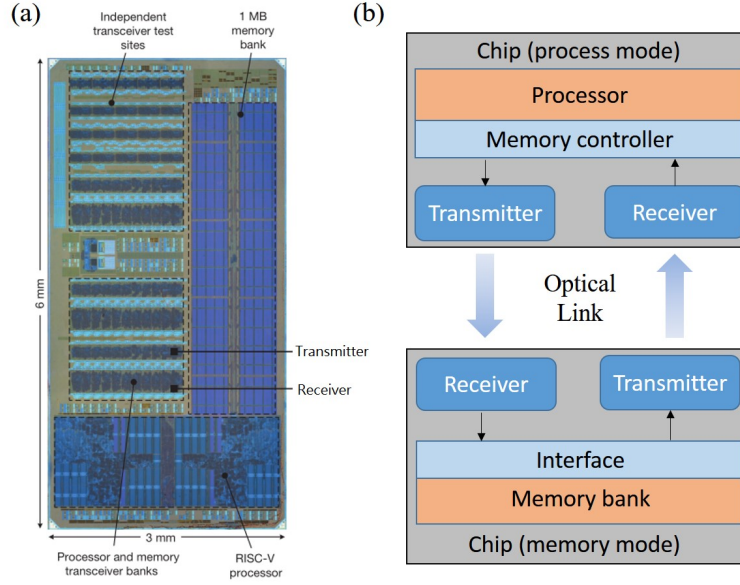 (a)
Independent
transceiver test
sites
1 MB
memory
bank
6 mm
Transmitter
Receiver
3 mm
Processor and memory
transceiver banks
RISC-V
processor
(b)
Chip (process mode)
Processor
Memory controller
Transmitter
Receiver
Optical
Link
Receiver
Transmitter
Interface
Memory bank
Chip (memory mode)